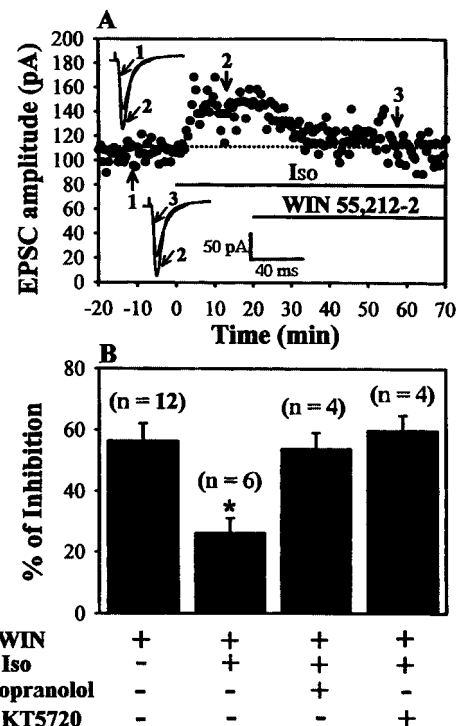 A
EPSC amplitude (pA)
200
180
160
140
120
100
80
60
40
20
0
1
2
2
3
1
3
2
Iso
WIN 55,212-2
50 pA
40 ms
-20 -10 0 10 20 30 40 50 60 70
Time (min)
B
% of Inhibition
80
60
40
20
0
(n = 12)
(n = 6)
*
(n = 4)
(n = 4)
WIN + + + +
Iso - + + +
opranolol - - + -
KT5720 - - - +